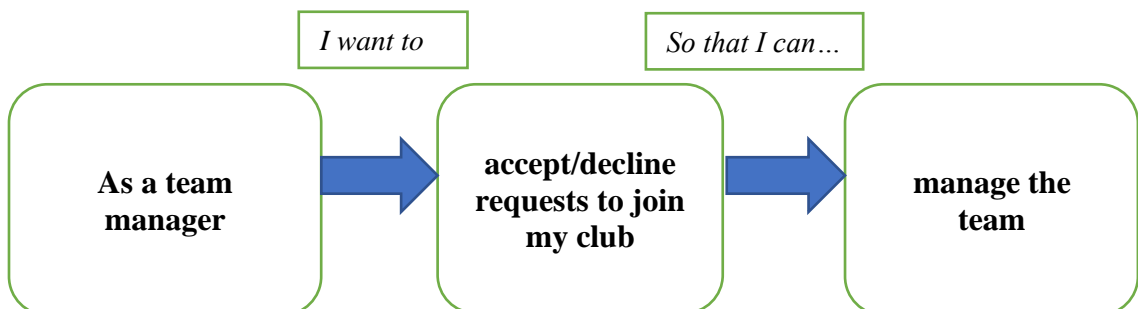 I want to
So that I can…
As a team
manager
accept/decline
requests to join
my club
manage the
team